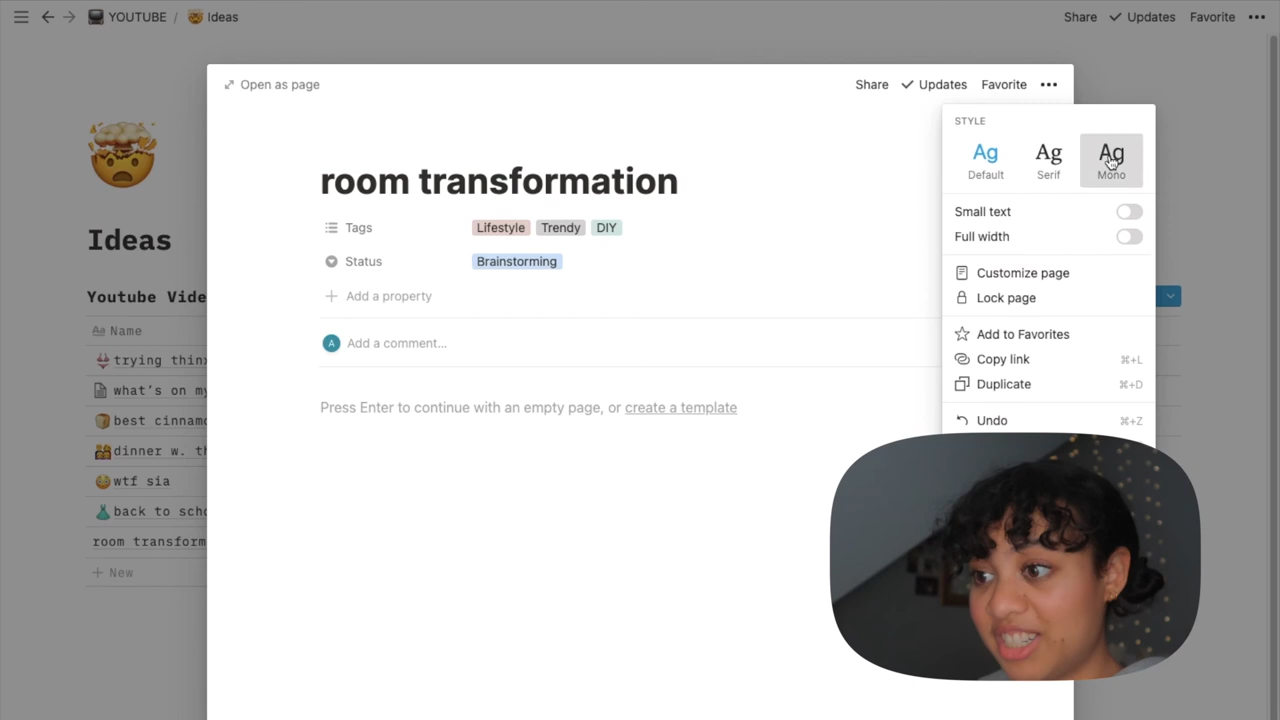 YOUTUBE / Ideas
Share Updates Favorite
Open as page
Share Updates Favorite
STYLE
Ag Ag Ag
Default Serif Mono
Small text
Full width
Customize page
Lock page
Add to Favorites
Copy link ⌘+L
Duplicate ⌘+D
Undo ⌘+Z
room transformation
Tags Lifestyle Trendy DIY
Status Brainstorming
Add a property
A Add a comment...
Press Enter to continue with an empty page, or create a template
Ideas
Youtube Vide
Aa Name
trying thin
what's on my
best cinnamo
dinner w. th
wtf sia
back to scho
room transform
New